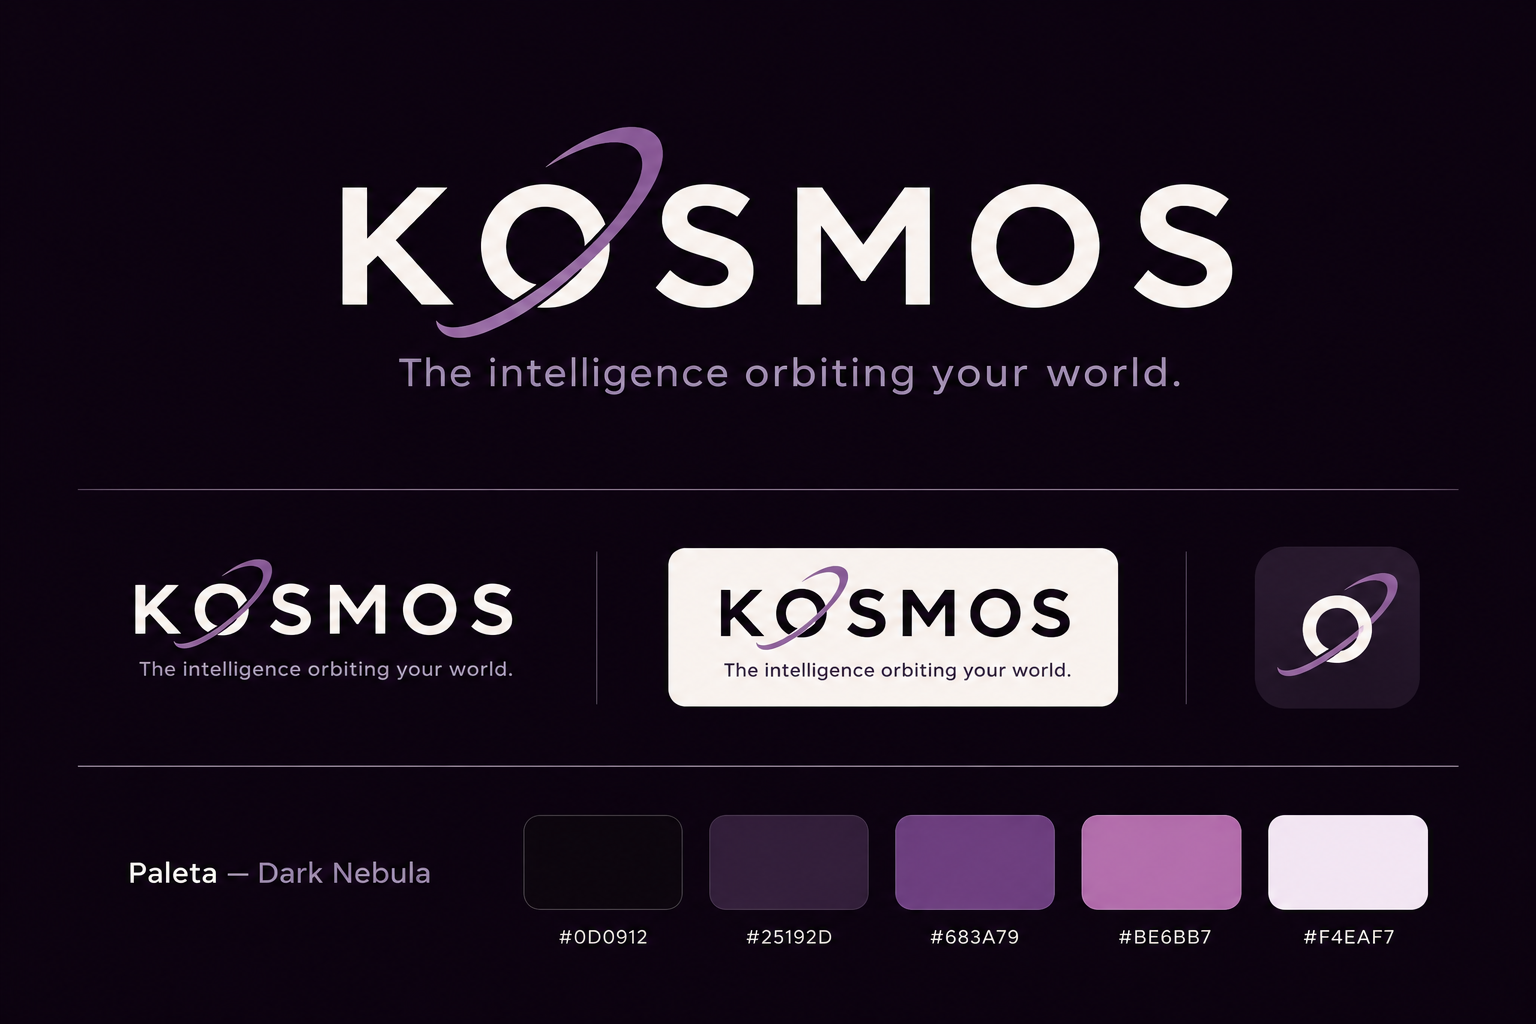 KOSMOS
The intelligence orbiting your world.
KOSMOS
The intelligence orbiting your world.
KOSMOS
The intelligence orbiting your world.
O
Paleta — Dark Nebula
#0D0912
#25192D
#683A79
#BE6BB7
#F4EAF7